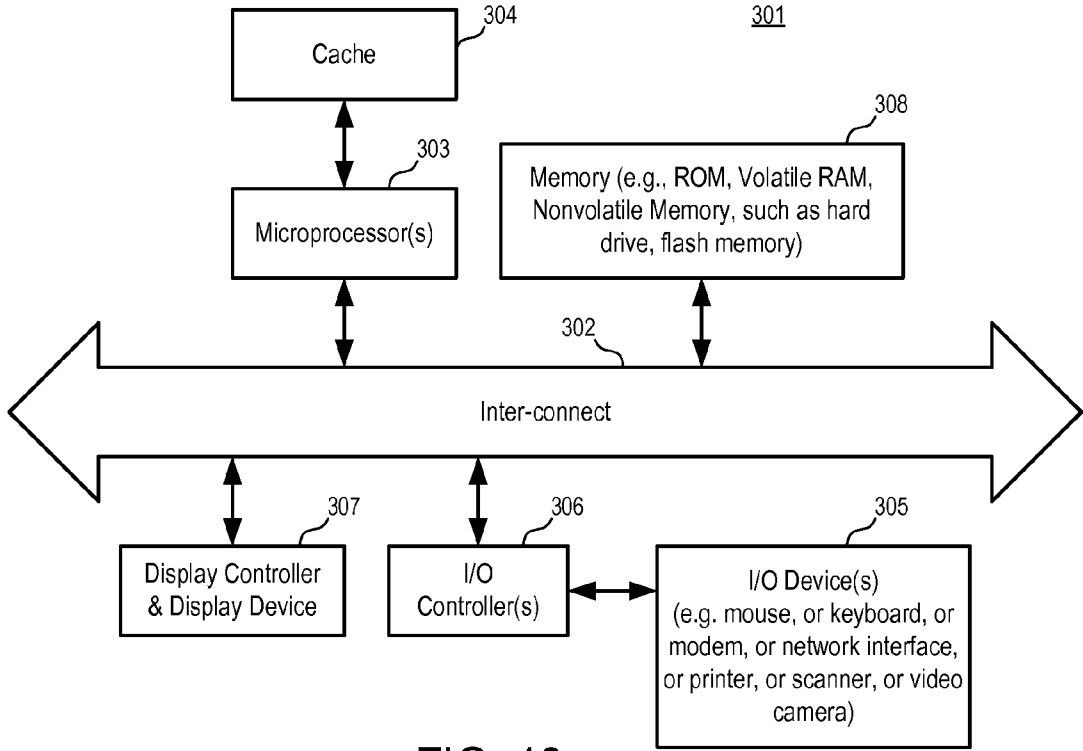 304
301
Cache
308
303
Memory (e.g., ROM, Volatile RAM,
Nonvolatile Memory, such as hard
drive, flash memory)
Microprocessor(s)
302
Inter-connect
307
306
305
Display Controller
& Display Device
I/O
Controller(s)
I/O Device(s)
(e.g. mouse, or keyboard, or
modem, or network interface,
or printer, or scanner, or video
camera)